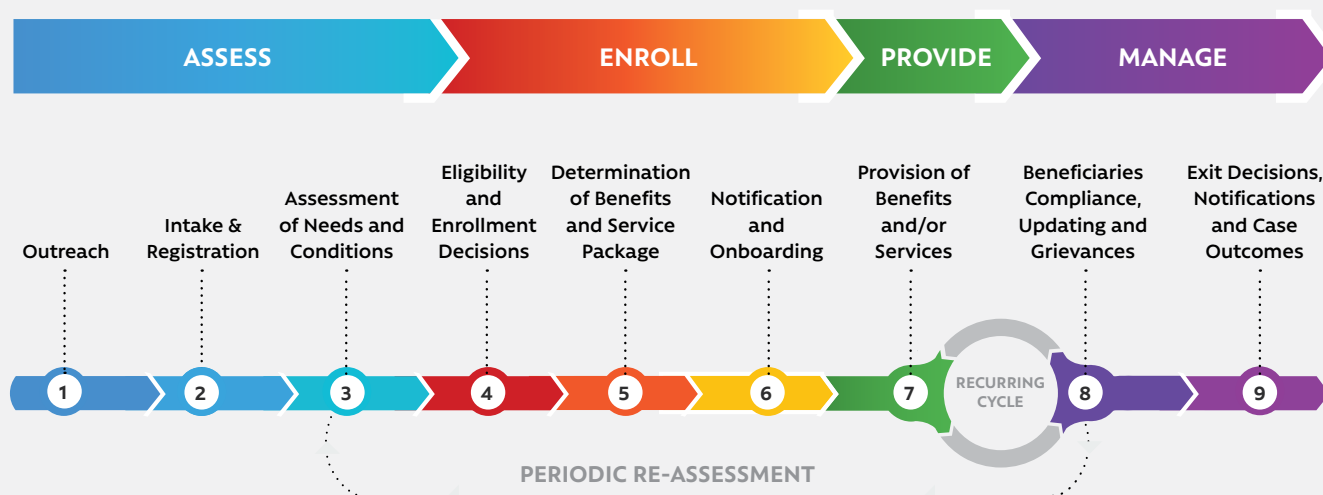 ASSESS
ENROLL
PROVIDE
MANAGE
Outreach
Intake &
Registration
Assessment
of Needs and
Conditions
Eligibility
and
Enrollment
Decisions
Determination
of Benefits
and Service
Package
Notification
and
Onboarding
Provision of
Benefits
and/or
Services
Beneficiaries
Compliance,
Updating and
Grievances
Exit Decisions,
Notifications
and Case
Outcomes
1
2
3
4
5
6
7
RECURRING
CYCLE
8
9
PERIODIC RE-ASSESSMENT